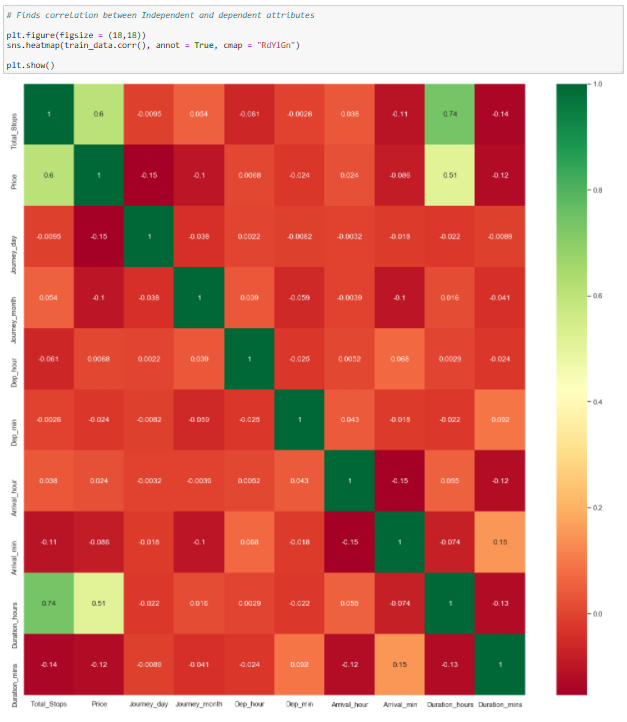 # Finds correlation between Independent and dependent attributes
plt.figure(figsize = (18,18))
sns.heatmap(train_data.corr(), annot = True, cmap = "RdYlGn")
plt.show()
Total_Stops 1 0.6 -0.0095 0.054 -0.061 -0.0026 0.038 -0.11 0.74 -0.14
Price 0.6 1 -0.15 -0.1 0.0068 -0.024 0.024 -0.086 0.51 -0.12
Journey_day -0.0095 -0.15 1 -0.038 0.0022 -0.0082 -0.0032 -0.018 -0.022 -0.0089
Journey_month 0.054 -0.1 -0.038 1 0.039 -0.059 -0.0039 -0.1 0.016 -0.041
Dep_hour -0.061 0.0068 0.0022 0.039 1 -0.025 0.0052 0.068 0.0029 -0.024
Dep_min -0.0026 -0.024 -0.0082 -0.059 -0.025 1 0.043 -0.018 -0.022 0.092
Arrival_hour 0.038 0.024 -0.0032 -0.0039 0.0052 0.043 1 -0.15 0.055 -0.12
Arrival_min -0.11 -0.086 -0.018 -0.1 0.068 -0.018 -0.15 1 -0.074 0.15
Duration_hours 0.74 0.51 -0.022 0.016 0.0029 -0.022 0.055 -0.074 1 -0.13
Duration_mins -0.14 -0.12 -0.0089 -0.041 -0.024 0.092 -0.12 0.15 -0.13 1
Total_Stops Price Journey_day Journey_month Dep_hour Dep_min Arrival_hour Arrival_min Duration_hours Duration_mins
1.0
0.8
0.6
0.4
0.2
0.0